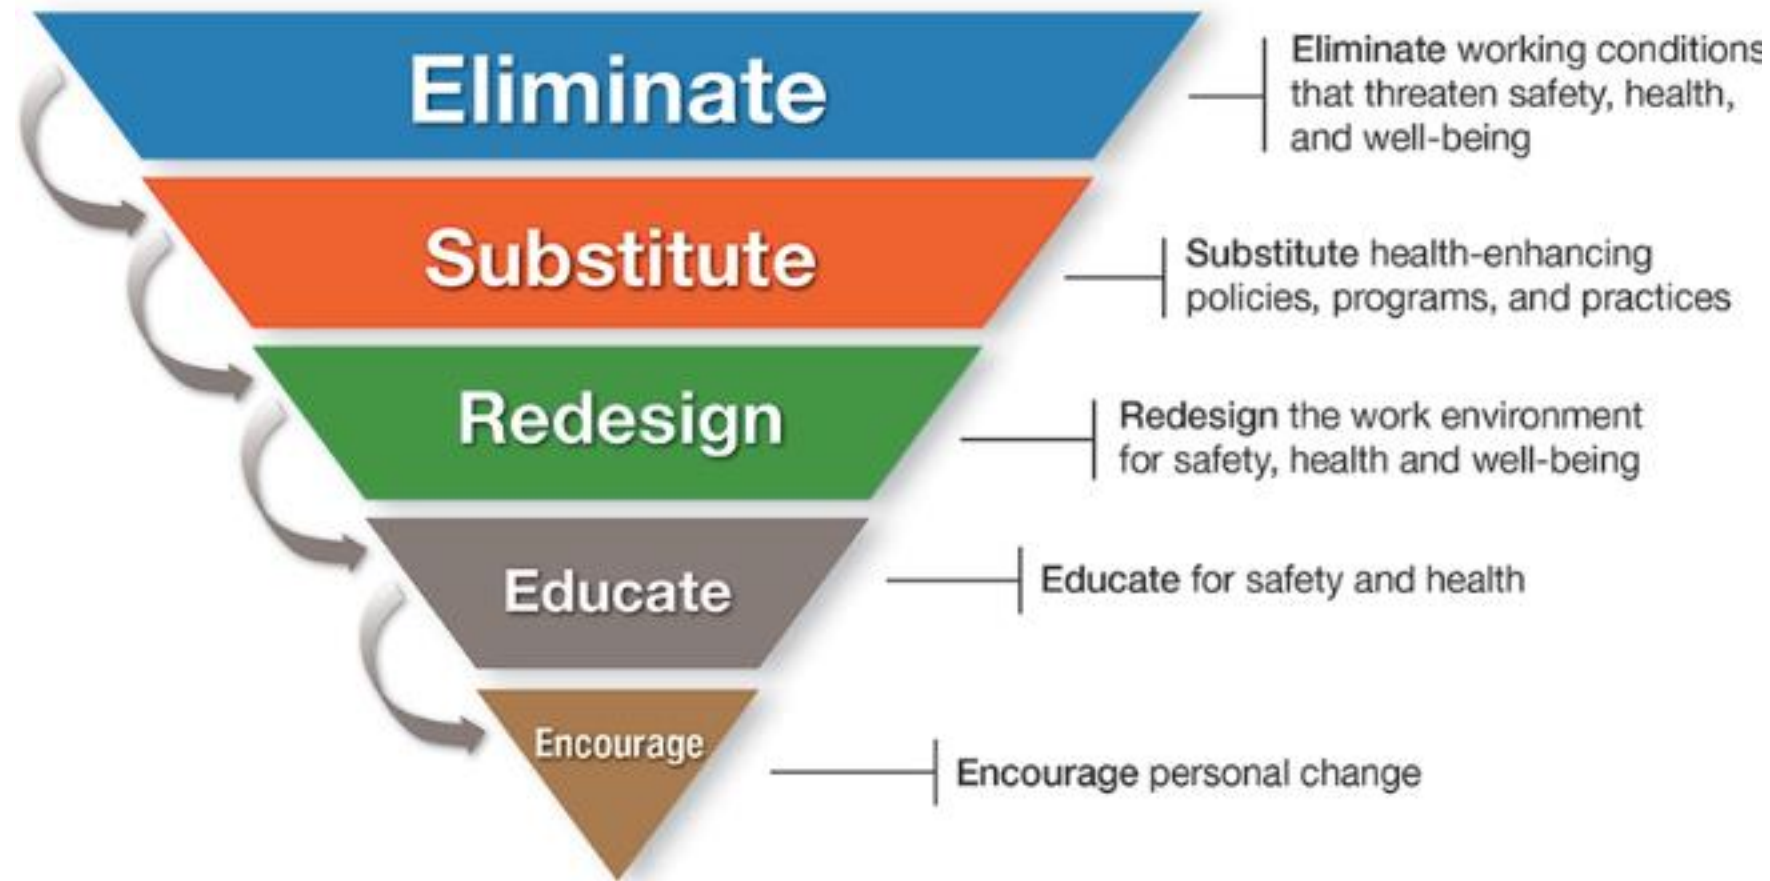 Eliminate
Eliminate working conditions
that threaten safety, health,
and well-being
Substitute
Substitute health-enhancing
policies, programs, and practices
Redesign
Redesign the work environment
for safety, health and well-being
Educate
Educate for safety and health
Encourage
Encourage personal change